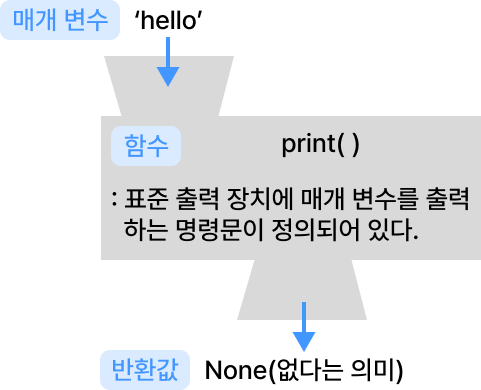 매개 변수 ‘hello’
함수 print( )
: 표준 출력 장치에 매개 변수를 출력
하는 명령문이 정의되어 있다.
반환값 None(없다는 의미)